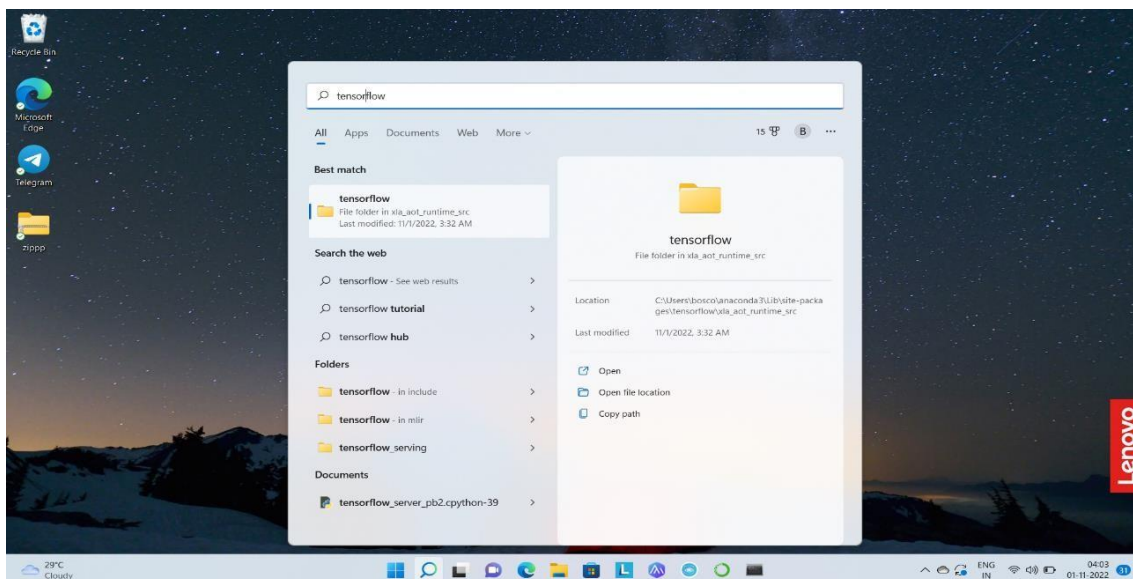 Recycle Bin
Microsoft
Edge
Telegram
zippp
tensorflow
All Apps Documents Web More
15 B ...
Best match
tensorflow
File folder in xla_aot_runtime_src
Last modified: 11/1/2022, 3:32 AM
Search the web
tensorflow - See web results
tensorflow tutorial
tensorflow hub
Folders
tensorflow - in include
tensorflow - in mlir
tensorflow_serving
Documents
tensorflow_server_pb2.cpython-39
tensorflow
File folder in xla_aot_runtime_src
Location C:\Users\bosco\anaconda3\Lib\site-packa
ges\tensorflow\xla_aot_runtime_src
Last modified 11/1/2022, 3:32 AM
Open
Open file location
Copy path
Lenovo
29°C
Cloudy
L
ENG
IN
04:03
01-11-2022
31